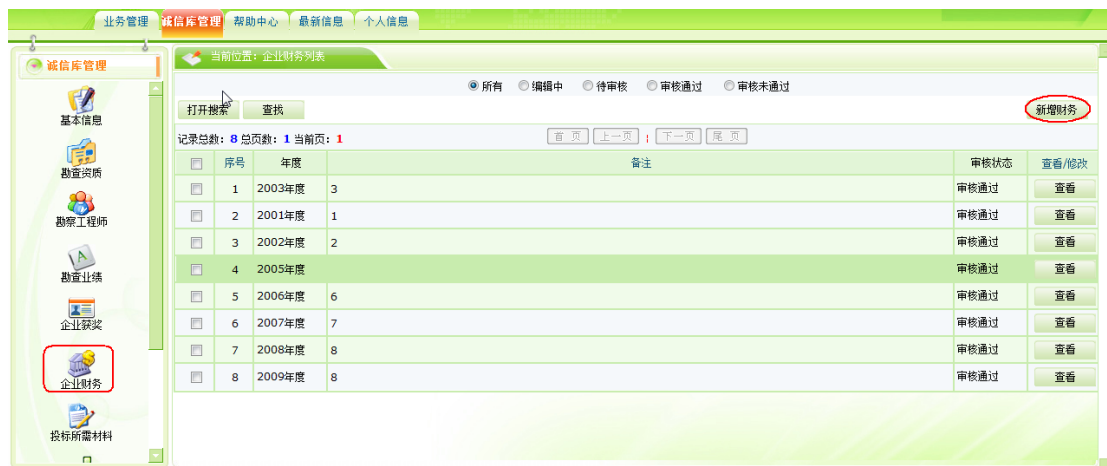 业务管理 诚信库管理 帮助中心 最新信息 个人信息
诚信库管理
当前位置：企业财务列表
所有 编辑中 待审核 审核通过 审核未通过
打开搜索 查找 新增财务
记录总数：8 总页数：1 当前页：1 首 页 上一页 | 下一页 尾 页
序号 年度 备注 审核状态 查看/修改
1 2003年度 3 审核通过 查看
2 2001年度 1 审核通过 查看
3 2002年度 2 审核通过 查看
4 2005年度 审核通过 查看
5 2006年度 6 审核通过 查看
6 2007年度 7 审核通过 查看
7 2008年度 8 审核通过 查看
8 2009年度 8 审核通过 查看
基本信息
勘查资质
勘察工程师
勘查业绩
企业获奖
企业财务
投标所需材料